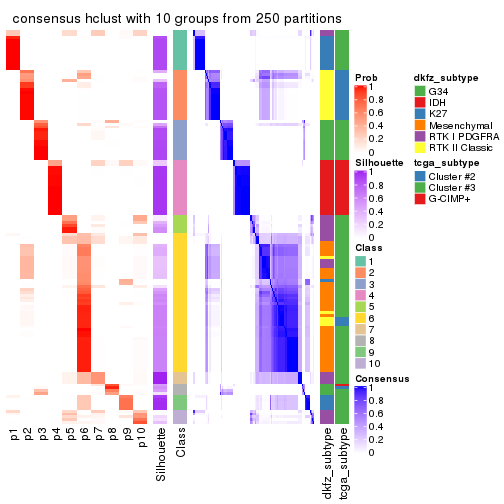 consensus hclust with 10 groups from 250 partitions
Prob
1
0.8
0.6
0.4
0.2
0
Silhouette
1
0.8
0.6
0.4
0.2
0
Class
1
2
3
4
5
6
7
8
9
10
Consensus
1
0.8
0.6
0.4
0.2
0
dkfz_subtype
G34
IDH
K27
Mesenchymal
RTK I PDGFRA
RTK II Classic
tcga_subtype
Cluster #2
Cluster #3
G-CIMP+
p1
p2
p3
p4
p5
p6
p7
p8
p9
p10
Silhouette
Class
dkfz_subtype
tcga_subtype